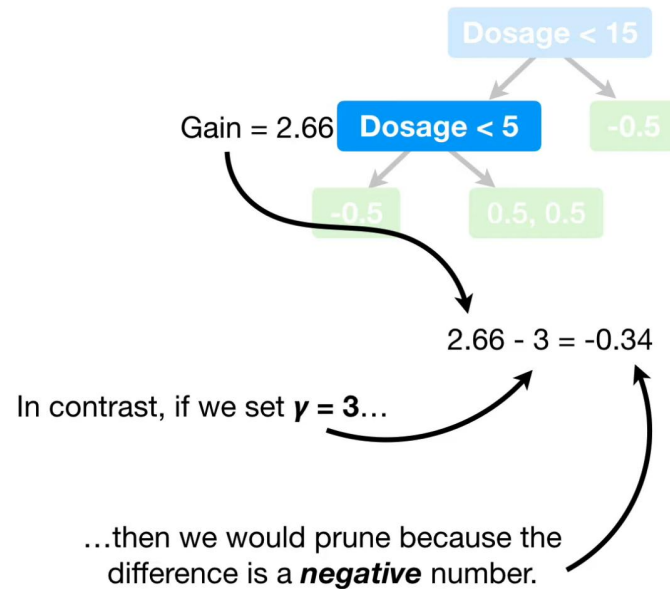 Dosage < 15
Gain = 2.66 Dosage < 5 -0.5
-0.5 0.5, 0.5
2.66 - 3 = -0.34
In contrast, if we set γ = 3…
…then we would prune because the
difference is a negative number.